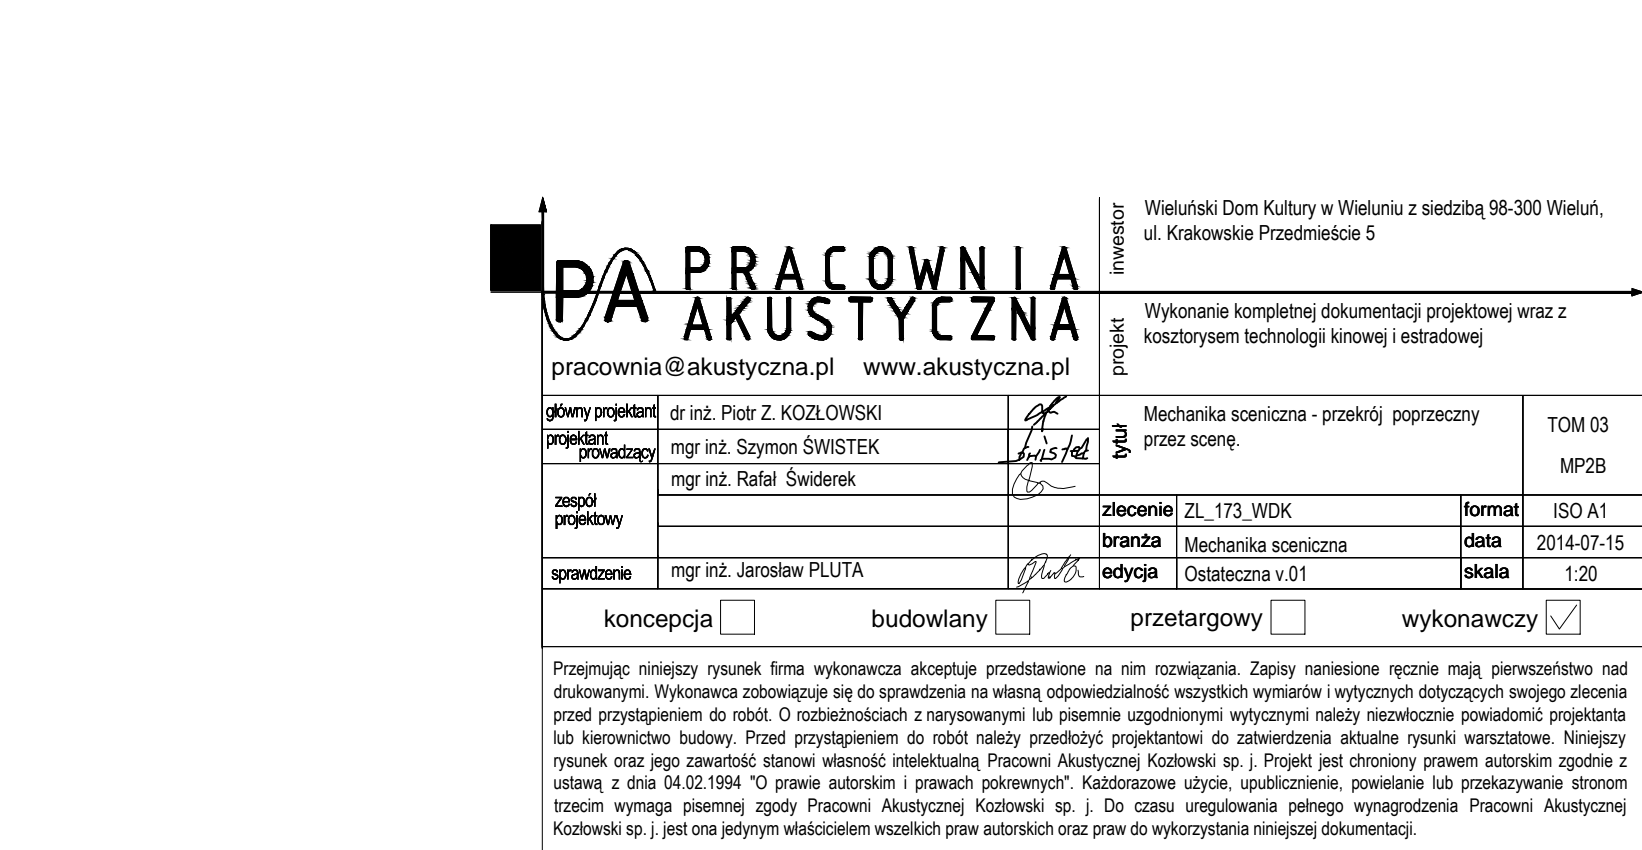 PA PRACOWNIA
AKUSTYCZNA
pracownia@akustyczna.pl www.akustyczna.pl
inwestor
Wieluński Dom Kultury w Wieluniu z siedzibą 98-300 Wieluń,
ul. Krakowskie Przedmieście 5
projekt
Wykonanie kompletnej dokumentacji projektowej wraz z
kosztorysem technologii kinowej i estradowej
główny projektant dr inż. Piotr Z. KOZŁOWSKI
projektant
prowadzący mgr inż. Szymon ŚWISTEK
ŚWISTEK
zespół
projektowy
mgr inż. Rafał Świderek
sprawdzenie mgr inż. Jarosław PLUTA
Pluta
tytuł
Mechanika sceniczna - przekrój poprzeczny
przez scenę.
TOM 03
MP2B
zlecenie ZL_173_WDK format ISO A1
branża Mechanika sceniczna data 2014-07-15
edycja Ostateczna v.01 skala 1:20
koncepcja budowlany przetargowy wykonawczy
Przejmując niniejszy rysunek firma wykonawcza akceptuje przedstawione na nim rozwiązania. Zapisy naniesione ręcznie mają pierwszeństwo nad
drukowanymi. Wykonawca zobowiązuje się do sprawdzenia na własną odpowiedzialność wszystkich wymiarów i wytycznych dotyczących swojego zlecenia
przed przystąpieniem do robót. O rozbieżnościach z narysowanymi lub pisemnie uzgodnionymi wytycznymi należy niezwłocznie powiadomić projektanta
lub kierownictwo budowy. Przed przystąpieniem do robót należy przedłożyć projektantowi do zatwierdzenia aktualne rysunki warsztatowe. Niniejszy
rysunek oraz jego zawartość stanowi własność intelektualną Pracowni Akustycznej Kozłowski sp. j. Projekt jest chroniony prawem autorskim zgodnie z
ustawą z dnia 04.02.1994 "O prawie autorskim i prawach pokrewnych". Każdorazowe użycie, upublicznienie, powielanie lub przekazywanie stronom
trzecim wymaga pisemnej zgody Pracowni Akustycznej Kozłowski sp. j. Do czasu uregulowania pełnego wynagrodzenia Pracowni Akustycznej
Kozłowski sp. j. jest ona jedynym właścicielem wszelkich praw autorskich oraz praw do wykorzystania niniejszej dokumentacji.